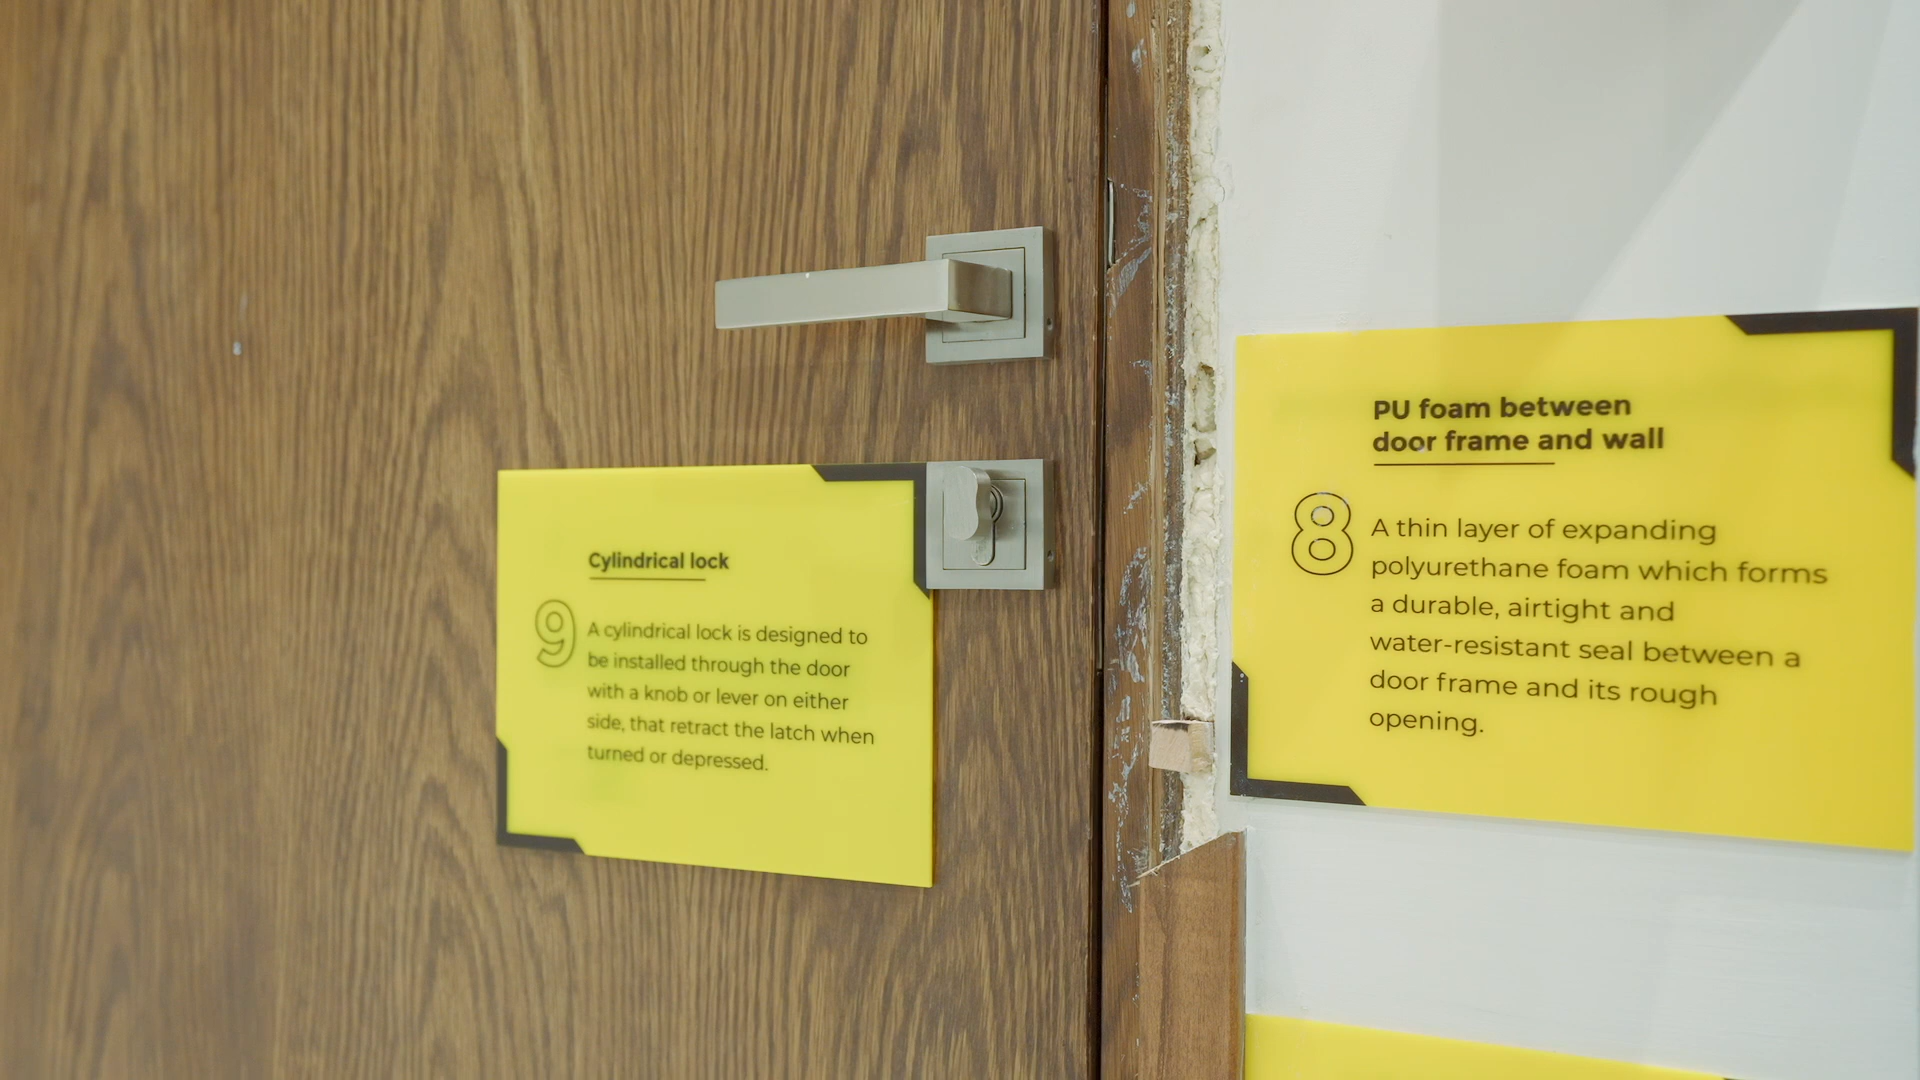 Cylindrical lock
9
A cylindrical lock is designed to
be installed through the door
with a knob or lever on either
side, that retract the latch when
turned or depressed.
PU foam between
door frame and wall
8
A thin layer of expanding
polyurethane foam which forms
a durable, airtight and
water-resistant seal between a
door frame and its rough
opening.